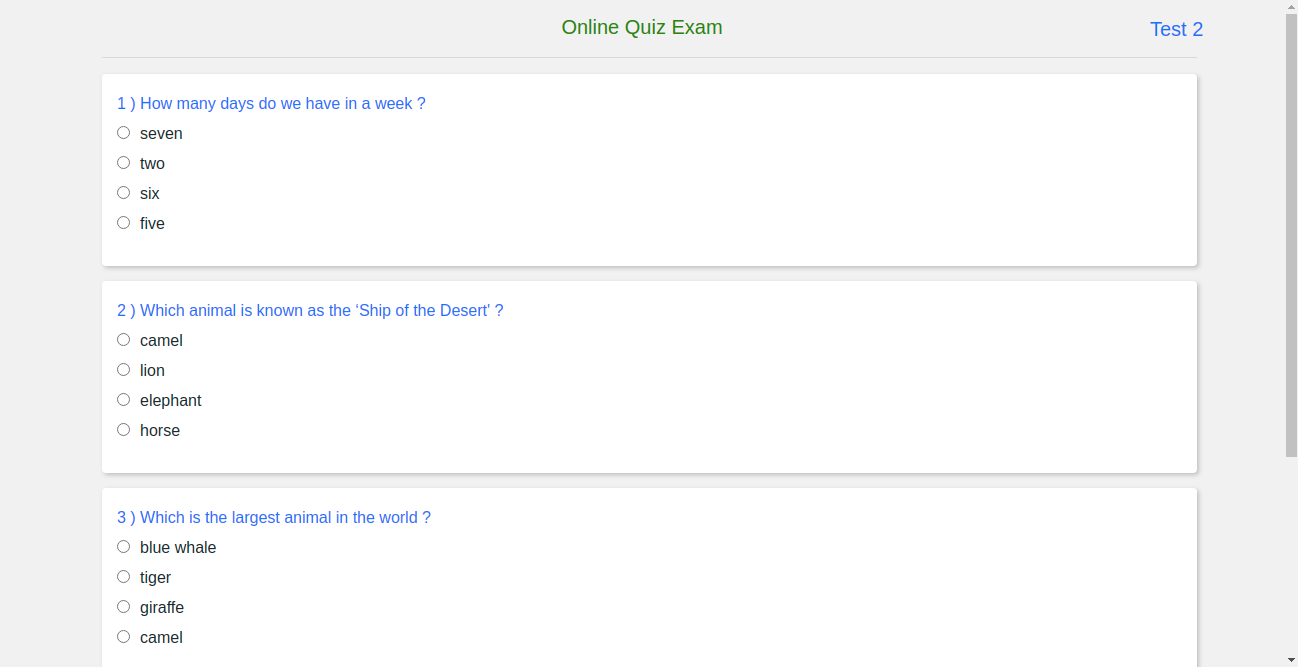 Online Quiz Exam
Test 2
1 ) How many days do we have in a week ?
seven
two
six
five
2 ) Which animal is known as the ‘Ship of the Desert' ?
camel
lion
elephant
horse
3 ) Which is the largest animal in the world ?
blue whale
tiger
giraffe
camel